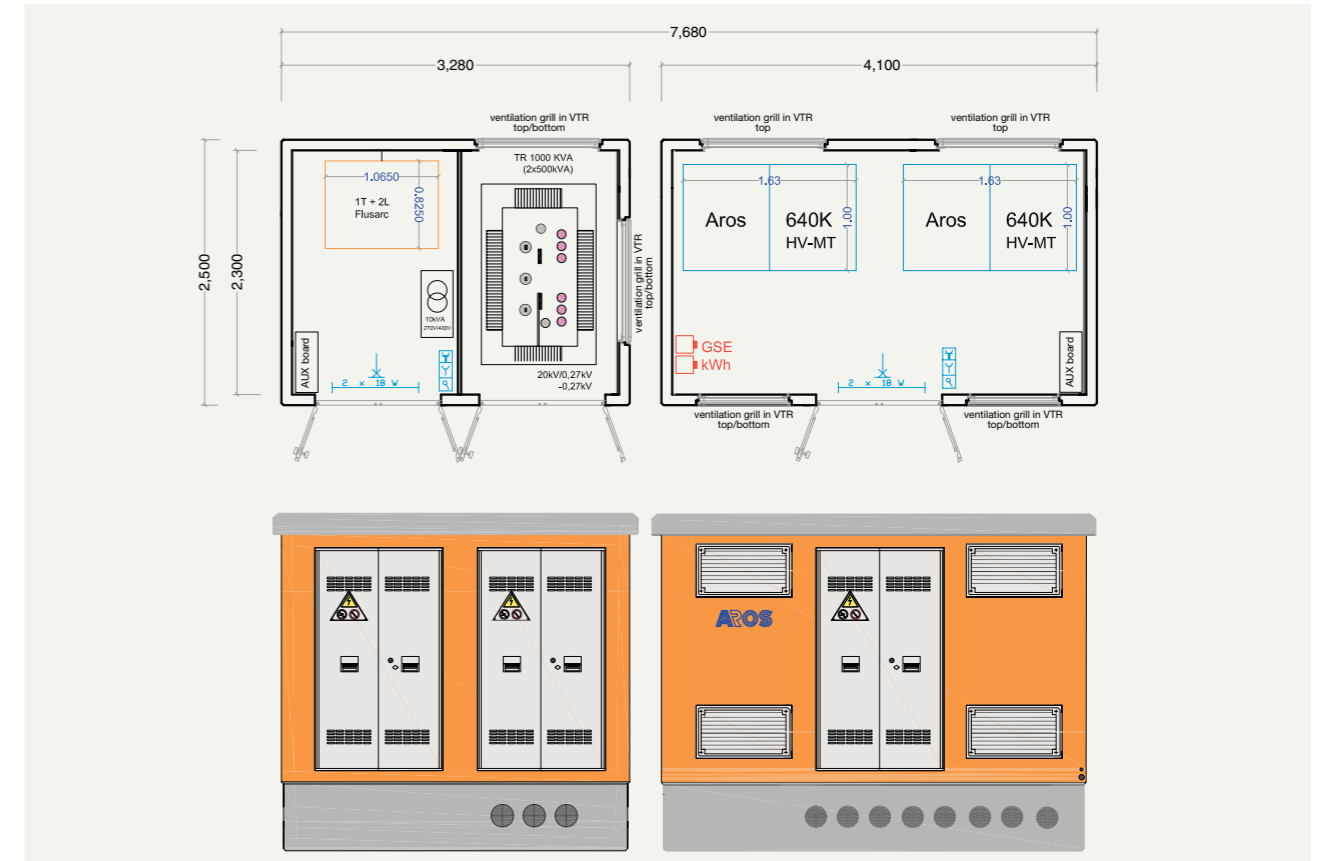 7,680
3,280
4,100
ventilation grill in VTR
top/bottom
ventilation grill in VTR
top
ventilation grill in VTR
top
2,500
2,300
1.0650
0.8250
1T + 2L
Flusarc
TR 1000 KVA
(2x500kVA)
10kVA
270V/400V
AUX board
2 x 18 W
20kV/0,27kV
-0,27kV
ventilation grill in VTR
top/bottom
1.63
1.00
Aros
640K
HV-MT
1.63
1.00
Aros
640K
HV-MT
GSE
kWh
2 x 18 W
AUX board
ventilation grill in VTR
top/bottom
ventilation grill in VTR
top/bottom
AROS